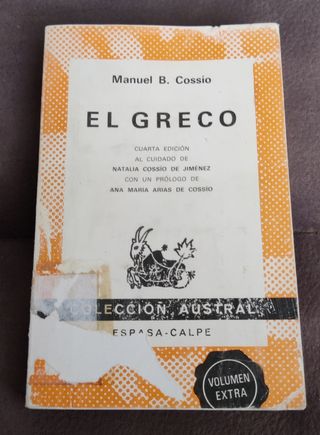 Manuel B. Cossío
EL GRECO
CUARTA EDICIÓN
AL CUIDADO DE
NATALIA COSSÍO DE JIMÉNEZ
CON UN PRÓLOGO DE
ANA MARIA ARIAS DE COSSÍO
COLECCIÓN AUSTRAL
ESPASA-CALPE
VOLUMEN
EXTRA